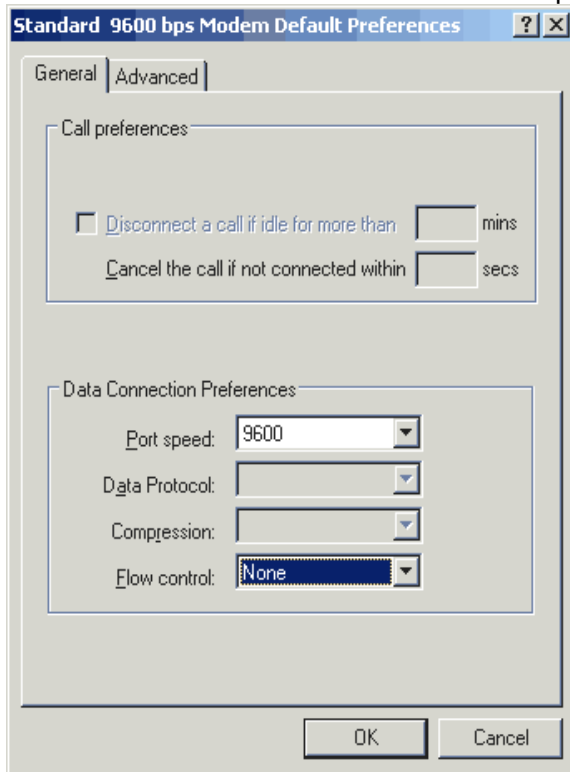 Standard 9600 bps Modem Default Preferences ? X
General Advanced
Call preferences
Disconnect a call if idle for more than mins
Cancel the call if not connected within secs
Data Connection Preferences
Port speed: 9600
Data Protocol:
Compression:
Flow control: None
OK Cancel